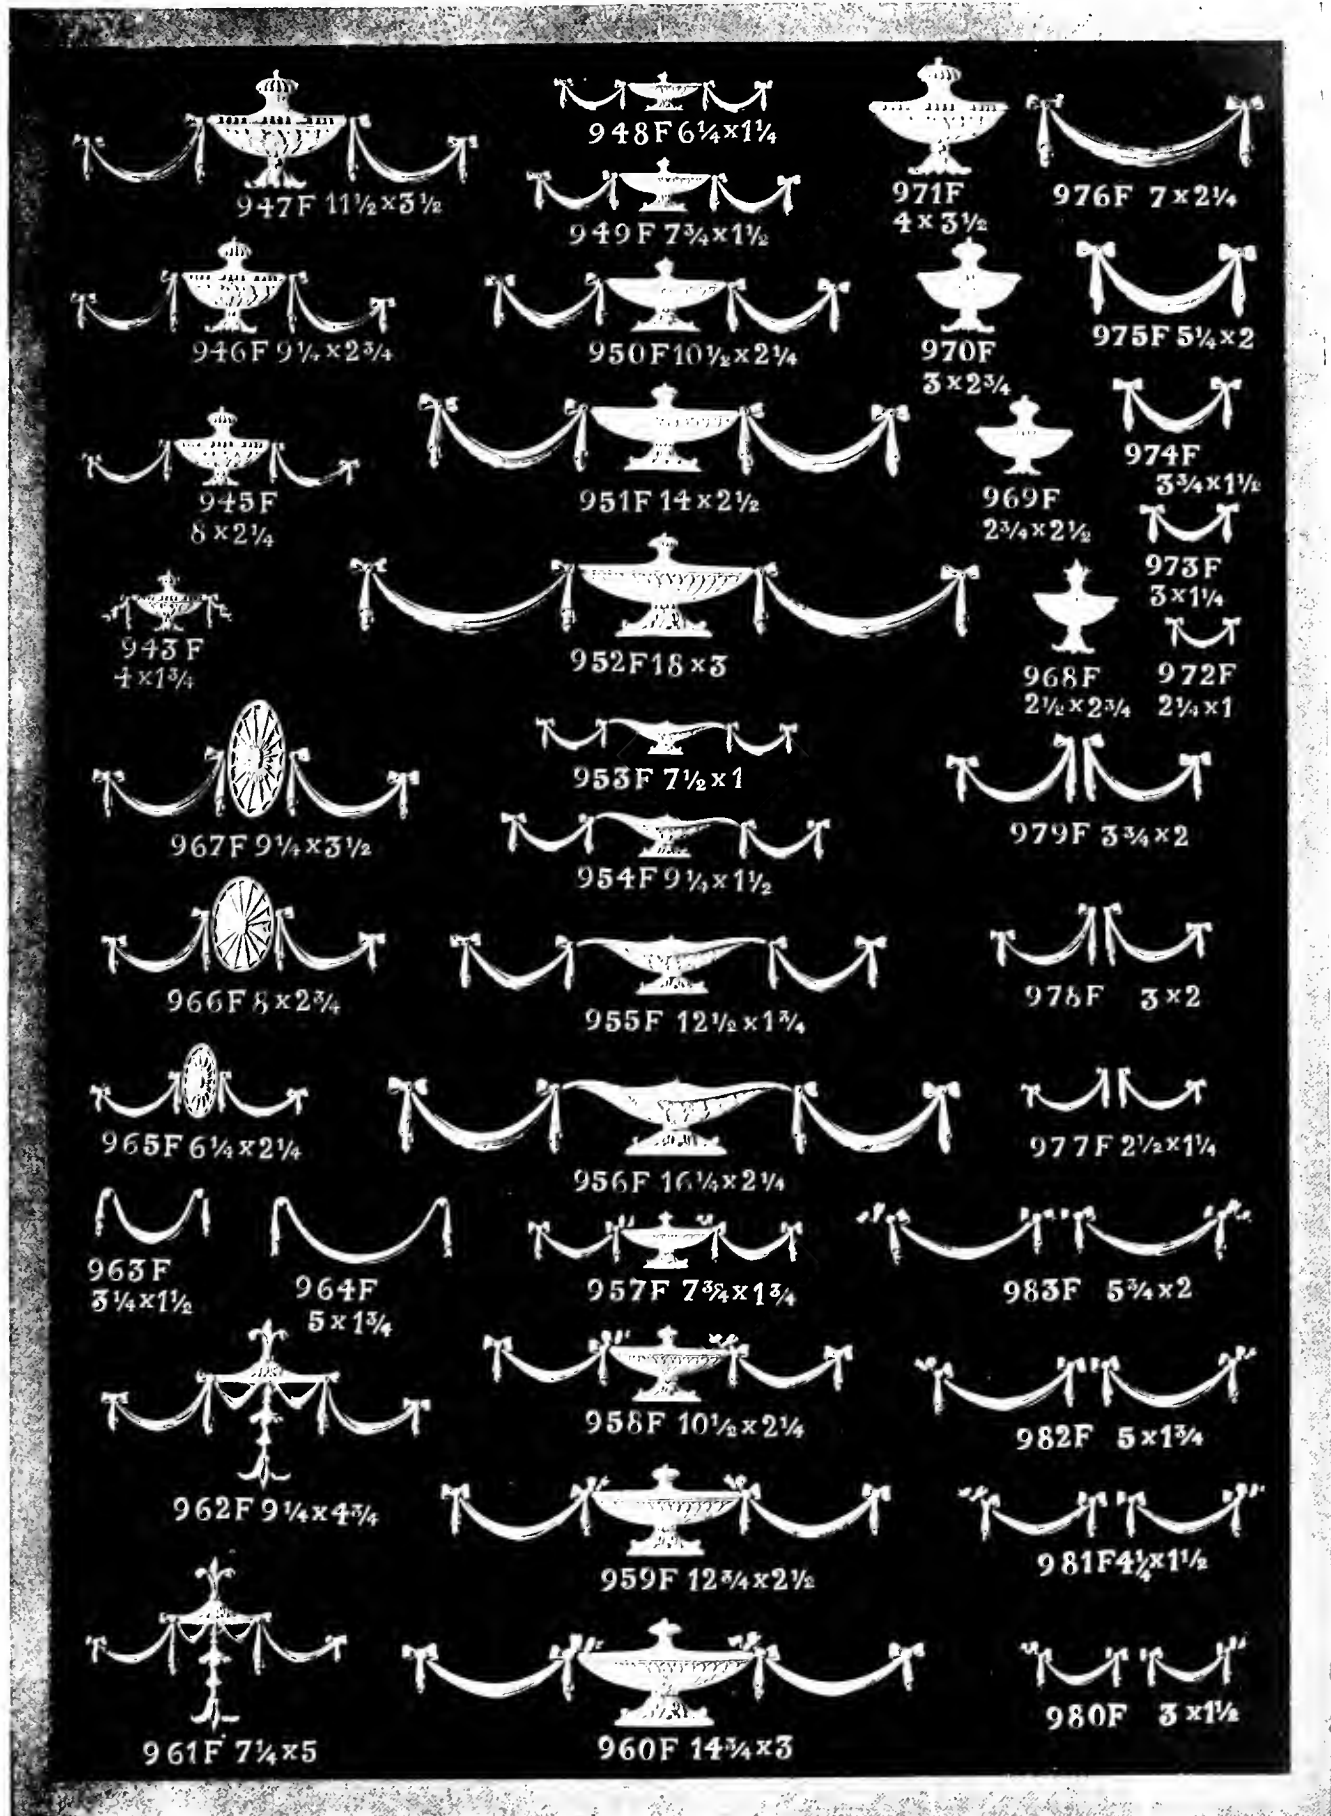 947F 11½×3½
948F 6¼×1¼
949F 7¾×1½
971F
4×3½
976F 7×2¼
946F 9¼×2¾
950F 10½×2¼
970F
3×2¾
975F 5¼×2
945F
8×2¼
951F 14×2½
969F
2¾×2½
974F
3¾×1½
973F
3×1¼
943F
4×1¾
952F 18×3
968F
2½×2¾
972F
2¼×1
967F 9¼×3½
953F 7½×1
954F 9¼×1½
979F 3¾×2
966F 8×2¾
955F 12½×1¾
978F 3×2
965F 6¼×2¼
956F 16¼×2¼
977F 2½×1¼
963F
3¼×1½
964F
5×1¾
957F 7¾×1¾
983F 5¾×2
962F 9¼×4¾
958F 10½×2¼
982F 5×1¾
959F 12¾×2½
981F 4¼×1½
961F 7¼×5
960F 14¾×3
980F 3×1½